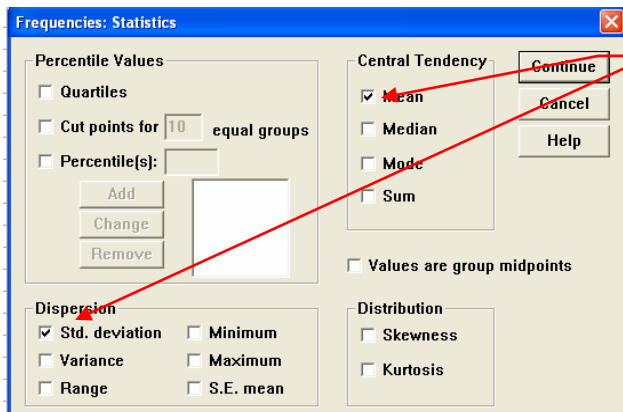 Frequencies: Statistics
Percentile Values
Quartiles
Cut points for 10 equal groups
Percentile(s):
Add
Change
Remove
Central Tendency
Mean
Median
Mode
Sum
Continue
Cancel
Help
Values are group midpoints
Dispersion
Std. deviation
Minimum
Variance
Maximum
Range
S.E. mean
Distribution
Skewness
Kurtosis